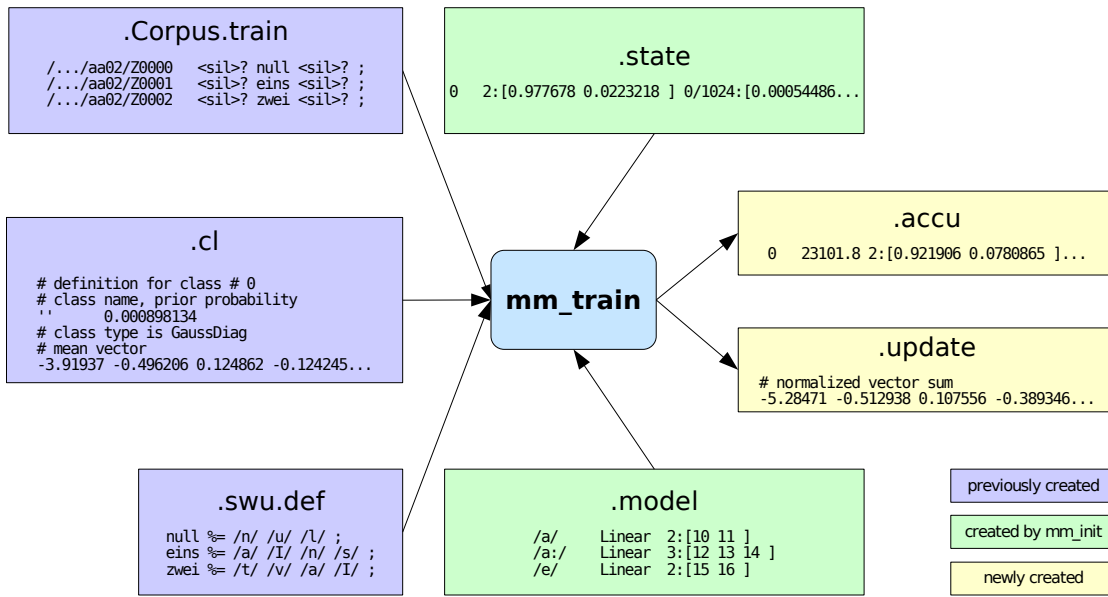 .Corpus.train
/.../aa02/Z0000   <sil>? null <sil>? ;
/.../aa02/Z0001   <sil>? eins <sil>? ;
/.../aa02/Z0002   <sil>? zwei <sil>? ;
.state
0   2:[0.977678 0.0223218 ] 0/1024:[0.00054486...
.cl
# definition for class # 0
# class name, prior probability
''      0.000898134
# class type is GaussDiag
# mean vector
-3.91937 -0.496206 0.124862 -0.124245...
mm_train
.accu
0   23101.8 2:[0.921906 0.0780865 ]...
.update
# normalized vector sum
-5.28471 -0.512938 0.107556 -0.389346...
.swu.def
null %= /n/ /u/ /l/ ;
eins %= /a/ /I/ /n/ /s/ ;
zwei %= /t/ /v/ /a/ /I/ ;
.model
/a/     Linear  2:[10 11 ]
/a:/    Linear  3:[12 13 14 ]
/e/     Linear  2:[15 16 ]
previously created
created by mm_init
newly created